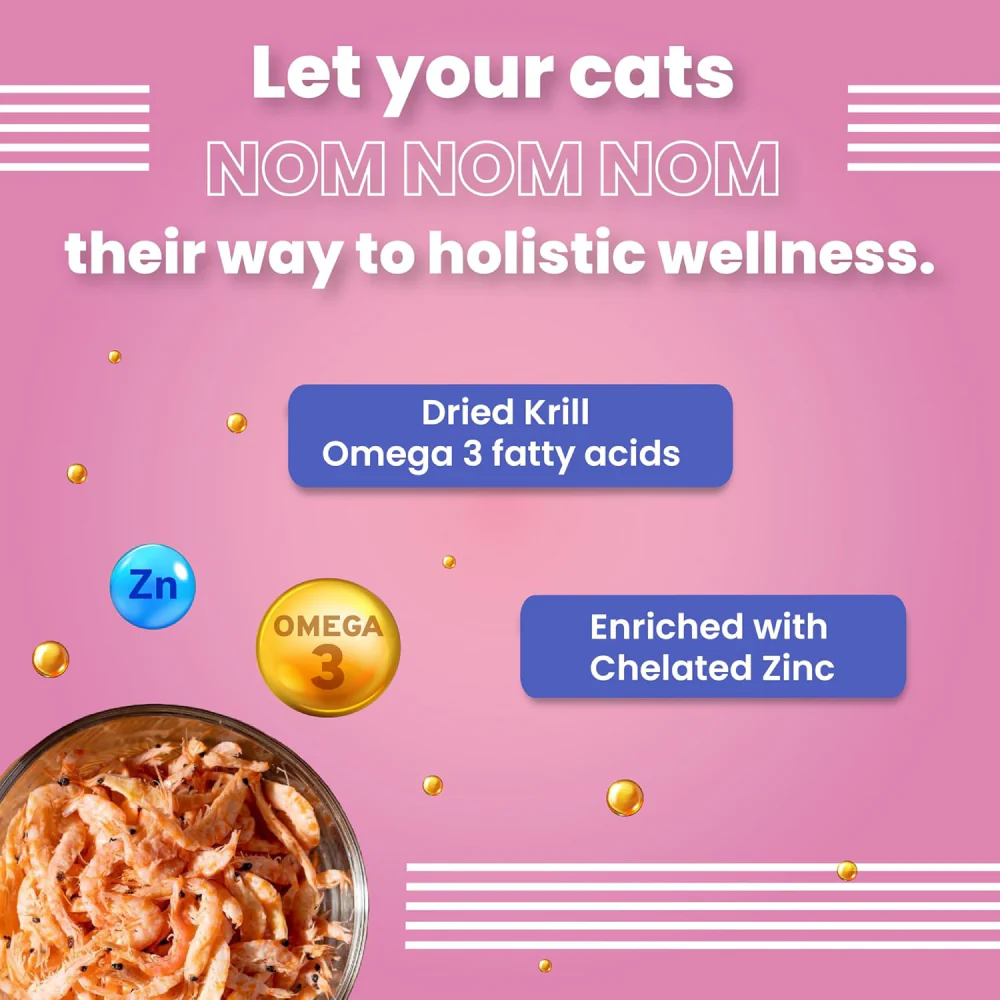 Let your cats
NOM NOM NOM
their way to holistic wellness.
Dried Krill
Omega 3 fatty acids
Zn
OMEGA
3
Enriched with
Chelated Zinc